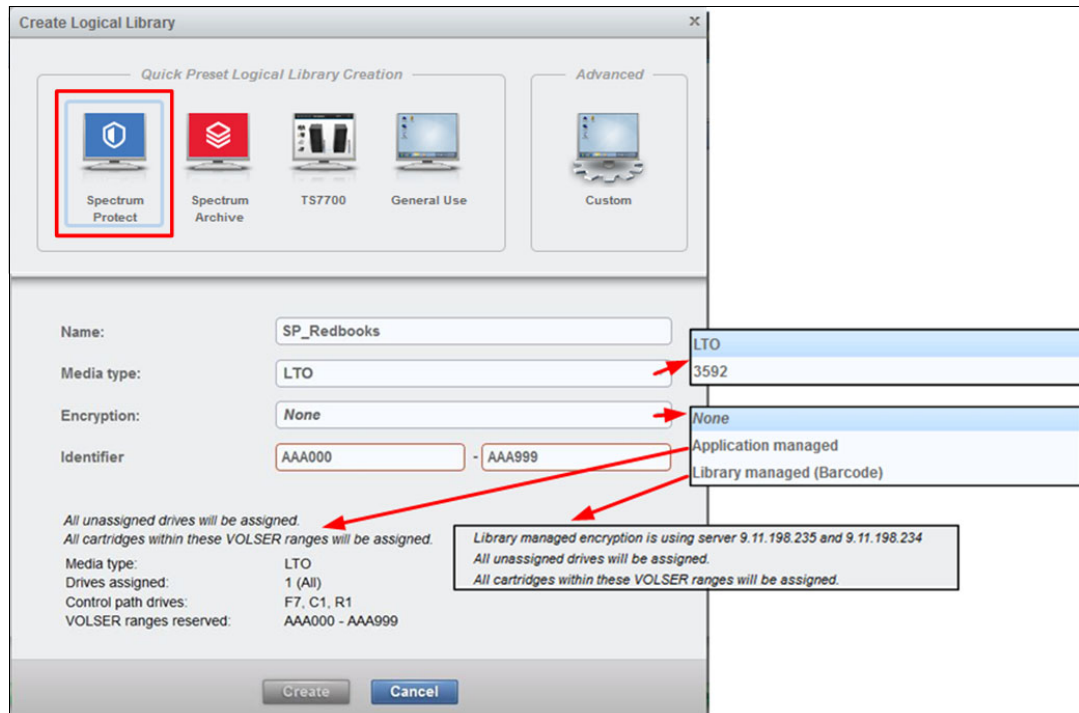 Create Logical Library x
Quick Preset Logical Library Creation
Advanced
Spectrum
Protect
Spectrum
Archive
TS7700
General Use
Custom
Name: SP_Redbooks
Media type: LTO
Encryption: None
Identifier AAA000 - AAA999
LTO
3592
None
Application managed
Library managed (Barcode)
All unassigned drives will be assigned.
All cartridges within these VOLSER ranges will be assigned.
Media type: LTO
Drives assigned: 1 (All)
Control path drives: F7, C1, R1
VOLSER ranges reserved: AAA000 - AAA999
Library managed encryption is using server 9.11.198.235 and 9.11.198.234
All unassigned drives will be assigned.
All cartridges within these VOLSER ranges will be assigned.
Create
Cancel